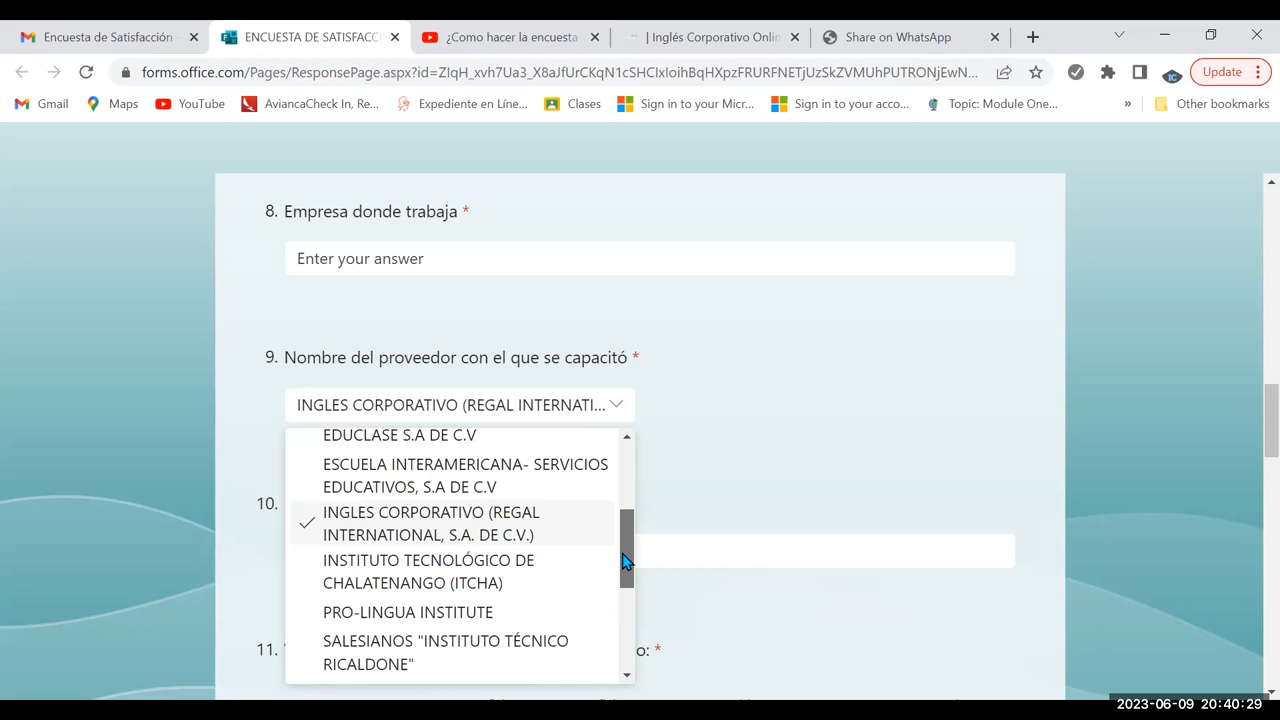 Encuesta de Satisfacción
ENCUESTA DE SATISFACC
¿Como hacer la encuesta
| Inglés Corporativo Onlin
Share on WhatsApp
forms.office.com/Pages/ResponsePage.aspx?id=ZIqH_xvh7Ua3_X8aJfUrCKqN1cSHCIxIoihBqHXpzFRURFNETjUzSkZVMUhPUTRONjEwN...
Update
Gmail
Maps
YouTube
AviancaCheck In, Re...
Expediente en Líne...
Clases
Sign in to your Micr...
Sign in to your acco...
Topic: Module One...
»
Other bookmarks
8. Empresa donde trabaja *
Enter your answer
9. Nombre del proveedor con el que se capacitó *
INGLES CORPORATIVO (REGAL INTERNATI...
EDUCLASE S.A DE C.V
ESCUELA INTERAMERICANA- SERVICIOS
EDUCATIVOS, S.A DE C.V
10.
INGLES CORPORATIVO (REGAL
INTERNATIONAL, S.A. DE C.V.)
INSTITUTO TECNOLÓGICO DE
CHALATENANGO (ITCHA)
PRO-LINGUA INSTITUTE
11.
o: *
SALESIANOS "INSTITUTO TÉCNICO
RICALDONE"
2023-06-09 20:40:29